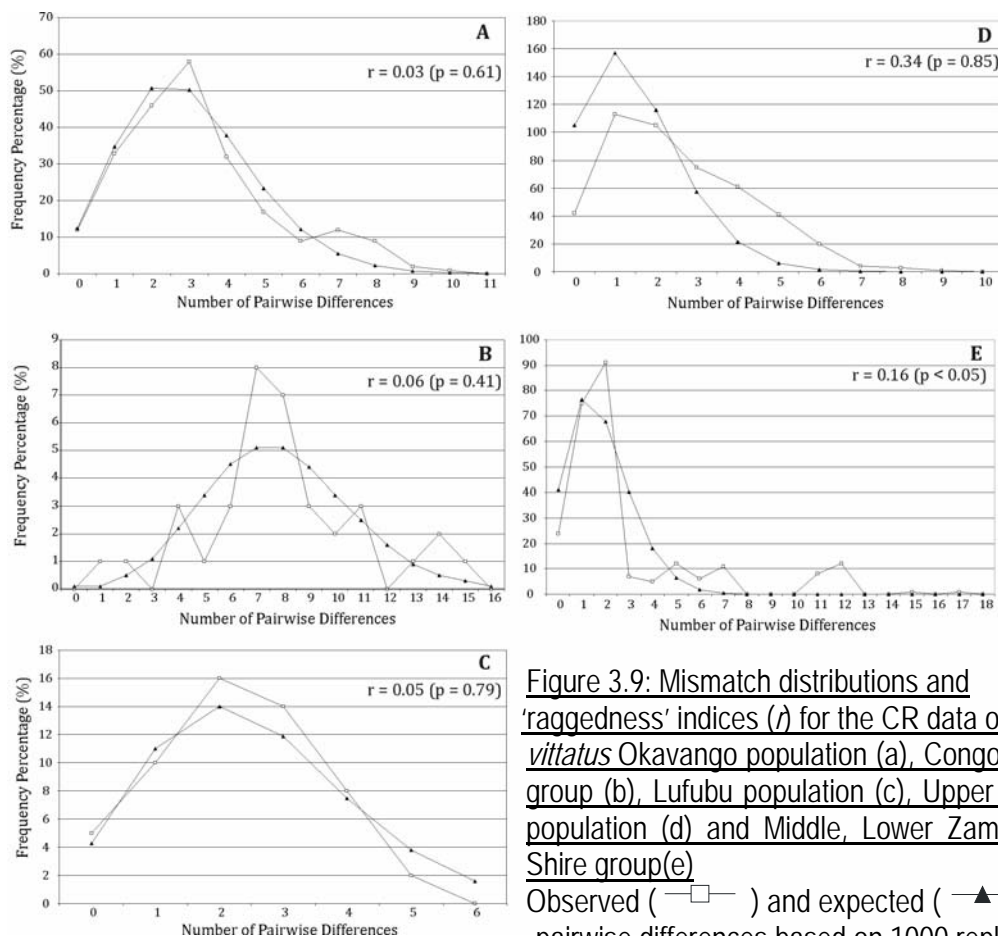 A
r = 0.03 (p = 0.61)
Frequency Percentage (%)
70
60
50
40
30
20
10
0
0 1 2 3 4 5 6 7 8 9 10 11
Number of Pairwise Differences
D
r = 0.34 (p = 0.85)
180
160
140
120
100
80
60
40
20
0
0 1 2 3 4 5 6 7 8 9 10
Number of Pairwise Differences
B
r = 0.06 (p = 0.41)
Frequency Percentage (%)
9
8
7
6
5
4
3
2
1
0
0 1 2 3 4 5 6 7 8 9 10 11 12 13 14 15 16
Number of Pairwise Differences
E
r = 0.16 (p < 0.05)
100
90
80
70
60
50
40
30
20
10
0
0 1 2 3 4 5 6 7 8 9 10 11 12 13 14 15 16 17 18
Number of Pairwise Differences
C
r = 0.05 (p = 0.79)
Frequency Percentage (%)
18
16
14
12
10
8
6
4
2
0
0 1 2 3 4 5 6
Number of Pairwise Differences
Figure 3.9: Mismatch distributions and
'raggedness' indices (r) for the CR data o
vittatus Okavango population (a), Congo
group (b), Lufubu population (c), Upper
population (d) and Middle, Lower Zam
Shire group(e)
Observed ( ) and expected (
pairwise differences based on 1000 repl